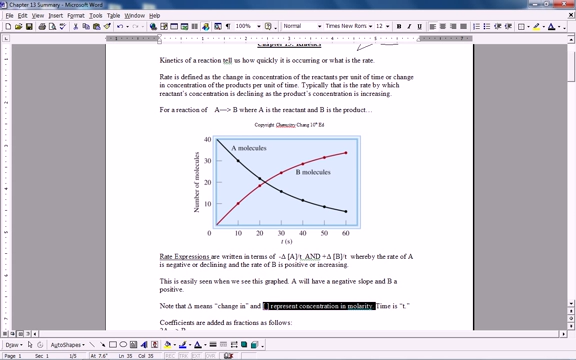 Chapter 13 Summary - Microsoft Word
File Edit View Insert Format Tools Table Window Help
100%
Normal
Times New Rom
12
B I U
Chapter 13: Kinetics
Kinetics of a reaction tell us how quickly it is occurring or what is the rate.
Rate is defined as the change in concentration of the reactants per unit of time or change
in concentration of the products per unit of time. Typically that is the rate by which
reactant's concentration is declining as the product's concentration is increasing.
For a reaction of A==> B where A is the reactant and B is the product…
Copyright Chemistry Chang 10th Ed
40
A molecules
30
B molecules
20
10
Number of molecules
0 10 20 30 40 50 60
t (s)
Rate Expressions are written in terms of -Δ [A]/t AND +Δ [B]/t whereby the rate of A
is negative or declining and the rate of B is positive or increasing.
This is easily seen when we see this graphed. A will have a negative slope and B a
positive.
Note that Δ means "change in" and [] represent concentration in molarity. Time is "t."
Coefficients are added as fractions as follows:
Draw AutoShapes
Page 1 Sec 1 1/5 At 7.6" Ln 35 Col 35